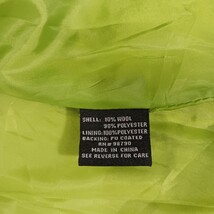 SHELL: 10% WOOL
90% POLYESTER
LINING: 100% POLYESTER
BACKING: PU COATED
RN# 98790
MADE IN CHINA
SEE REVERSE FOR CARE